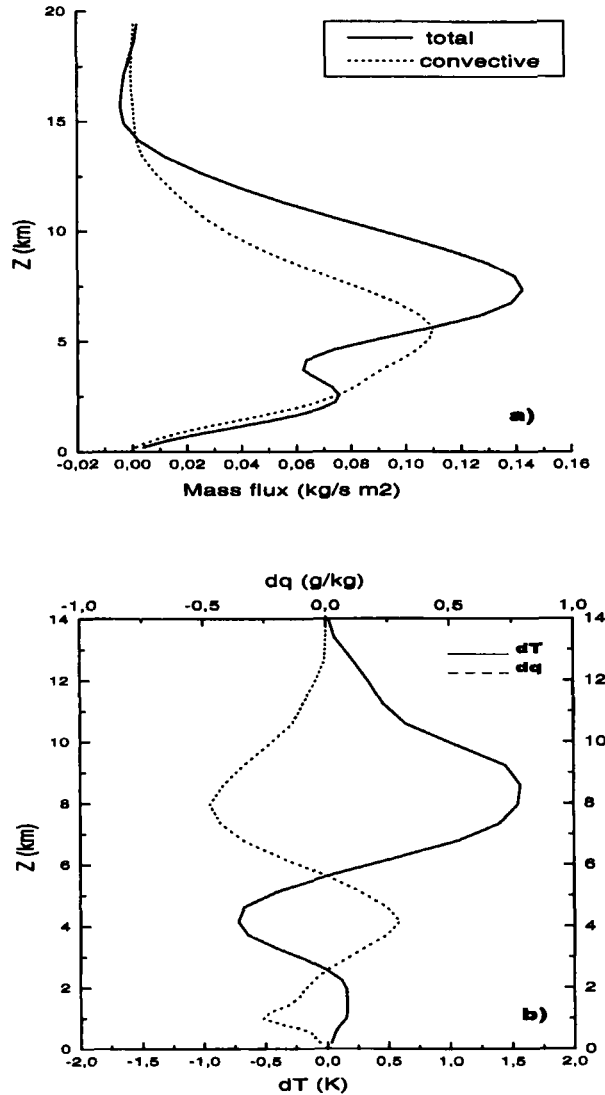 20
15
10
5
0
Z (km)
total
convective
a)
-0,02 0,00 0,02 0,04 0,06 0,08 0,10 0,12 0,14 0,16
Mass flux (kg/s m2)
dq (g/kg)
-1,0 -0,5 0,0 0,5 1,0
14 14
dT
dq
12 12
10 10
8 8
Z (km)
6 6
4 4
2 2
b)
0 0
-2,0 -1,5 -1,0 -0,5 0,0 0,5 1,0 1,5 2,0
dT (K)